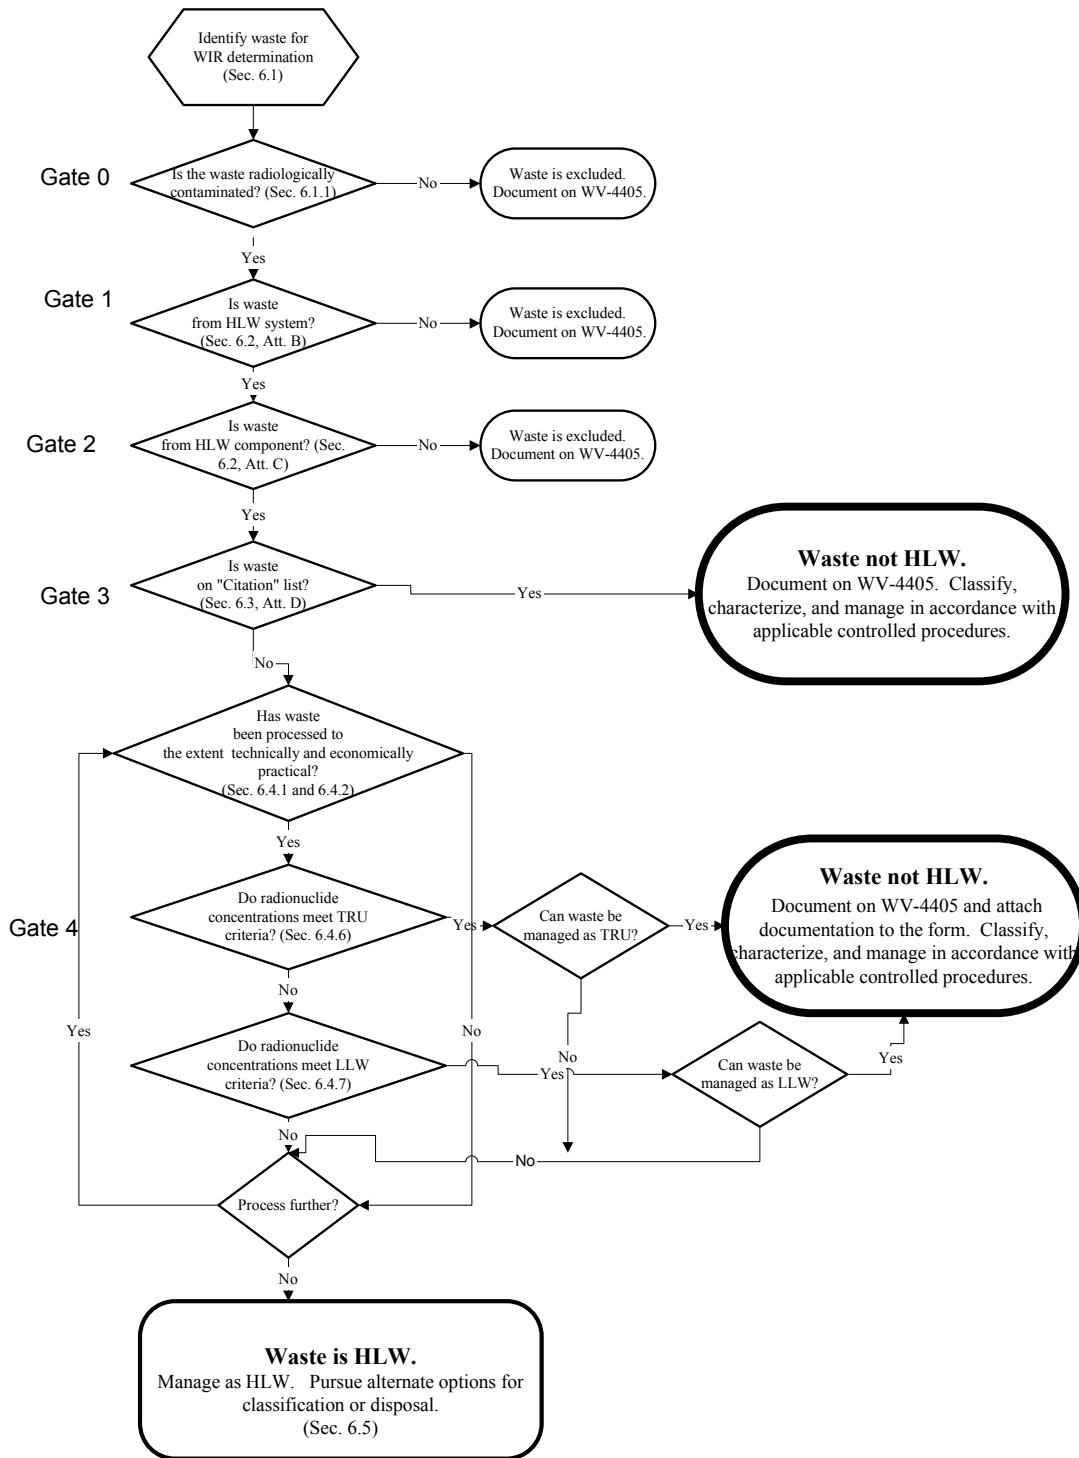 Identify waste for
WIR determination
(Sec. 6.1)
Gate 0
Is the waste radiologically
contaminated? (Sec. 6.1.1)
No
Waste is excluded.
Document on WV-4405.
Yes
Gate 1
Is waste
from HLW system?
(Sec. 6.2, Att. B)
No
Waste is excluded.
Document on WV-4405.
Yes
Gate 2
Is waste
from HLW component? (Sec.
6.2, Att. C)
No
Waste is excluded.
Document on WV-4405.
Yes
Gate 3
Is waste
on "Citation" list?
(Sec. 6.3, Att. D)
Yes
Waste not HLW.
Document on WV-4405. Classify,
characterize, and manage in accordance with
applicable controlled procedures.
No
Has waste
been processed to
the extent technically and economically
practical?
(Sec. 6.4.1 and 6.4.2)
Yes
Gate 4
Do radionuclide
concentrations meet TRU
criteria? (Sec. 6.4.6)
Yes
Can waste be
managed as TRU?
Yes
Waste not HLW.
Document on WV-4405 and attach
documentation to the form. Classify,
characterize, and manage in accordance with
applicable controlled procedures.
No
Yes
No
Do radionuclide
concentrations meet LLW
criteria? (Sec. 6.4.7)
Yes
No
Can waste be
managed as LLW?
Yes
No
No
Process further?
No
Waste is HLW.
Manage as HLW. Pursue alternate options for
classification or disposal.
(Sec. 6.5)